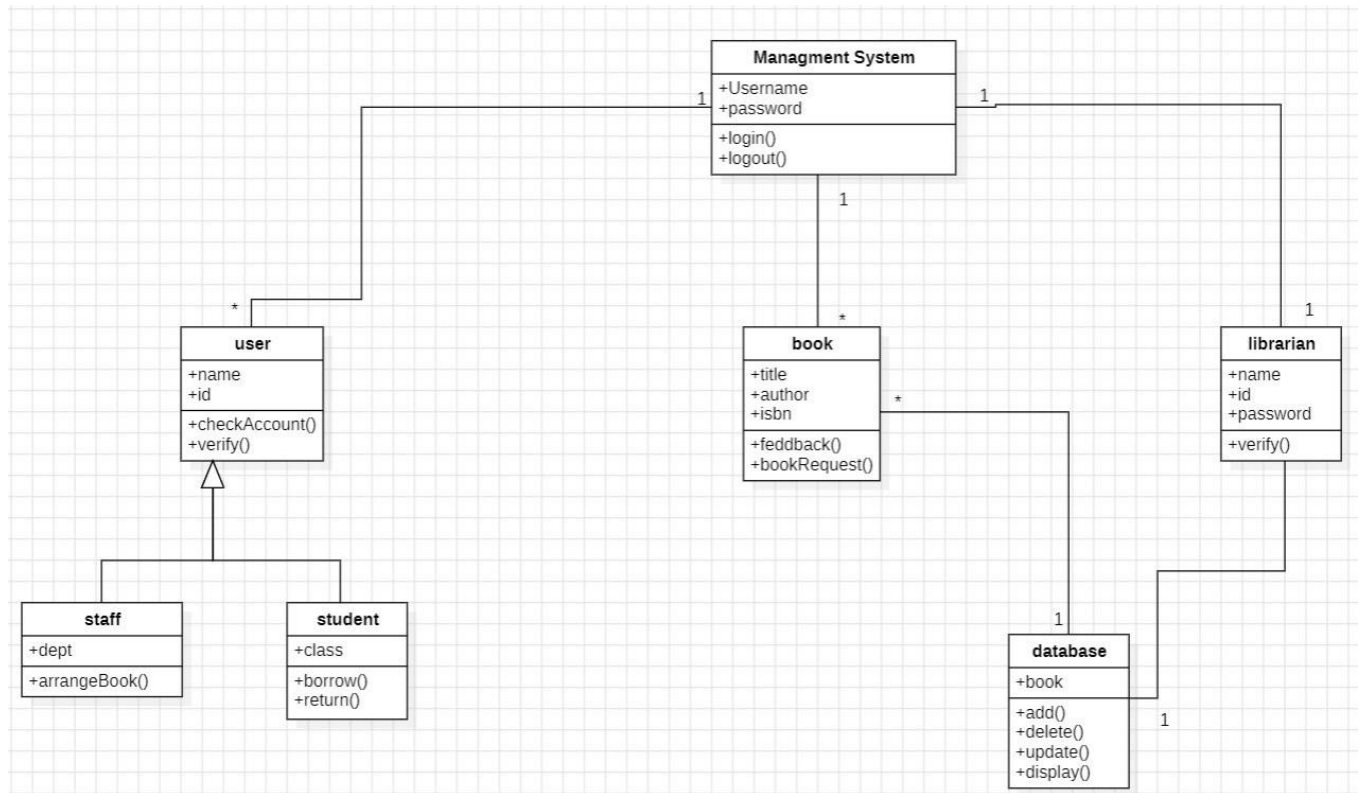 Managment System
+Username
+password
+login()
+logout()
1
1
1
*
*
1
user
+name
+id
+checkAccount()
+verify()
book
+title
+author
+isbn
+feddback()
+bookRequest()
*
librarian
+name
+id
+password
+verify()
staff
+dept
+arrangeBook()
student
+class
+borrow()
+return()
1
database
+book
+add()
+delete()
+update()
+display()
1